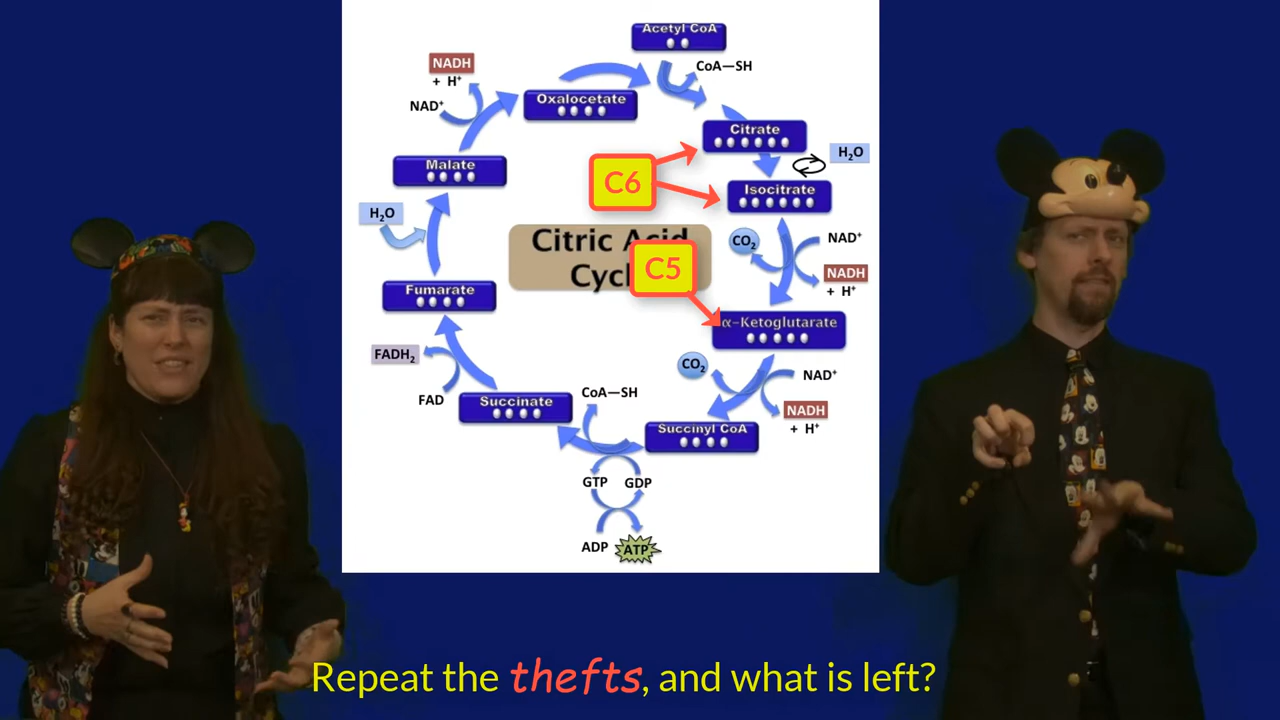 Acetyl CoA
CoA—SH
NADH
+ H⁺
NAD⁺
Oxalocetate
Citrate
H₂O
Malate
C6
Isocitrate
H₂O
Citric Acid
Cyc
CO₂
NAD⁺
NADH
+ H⁺
C5
Fumarate
α-Ketoglutarate
FADH₂
FAD
CO₂
NAD⁺
NADH
+ H⁺
CoA—SH
Succinate
Succinyl CoA
GTP
GDP
ADP
ATP
Repeat the thefts, and what is left?